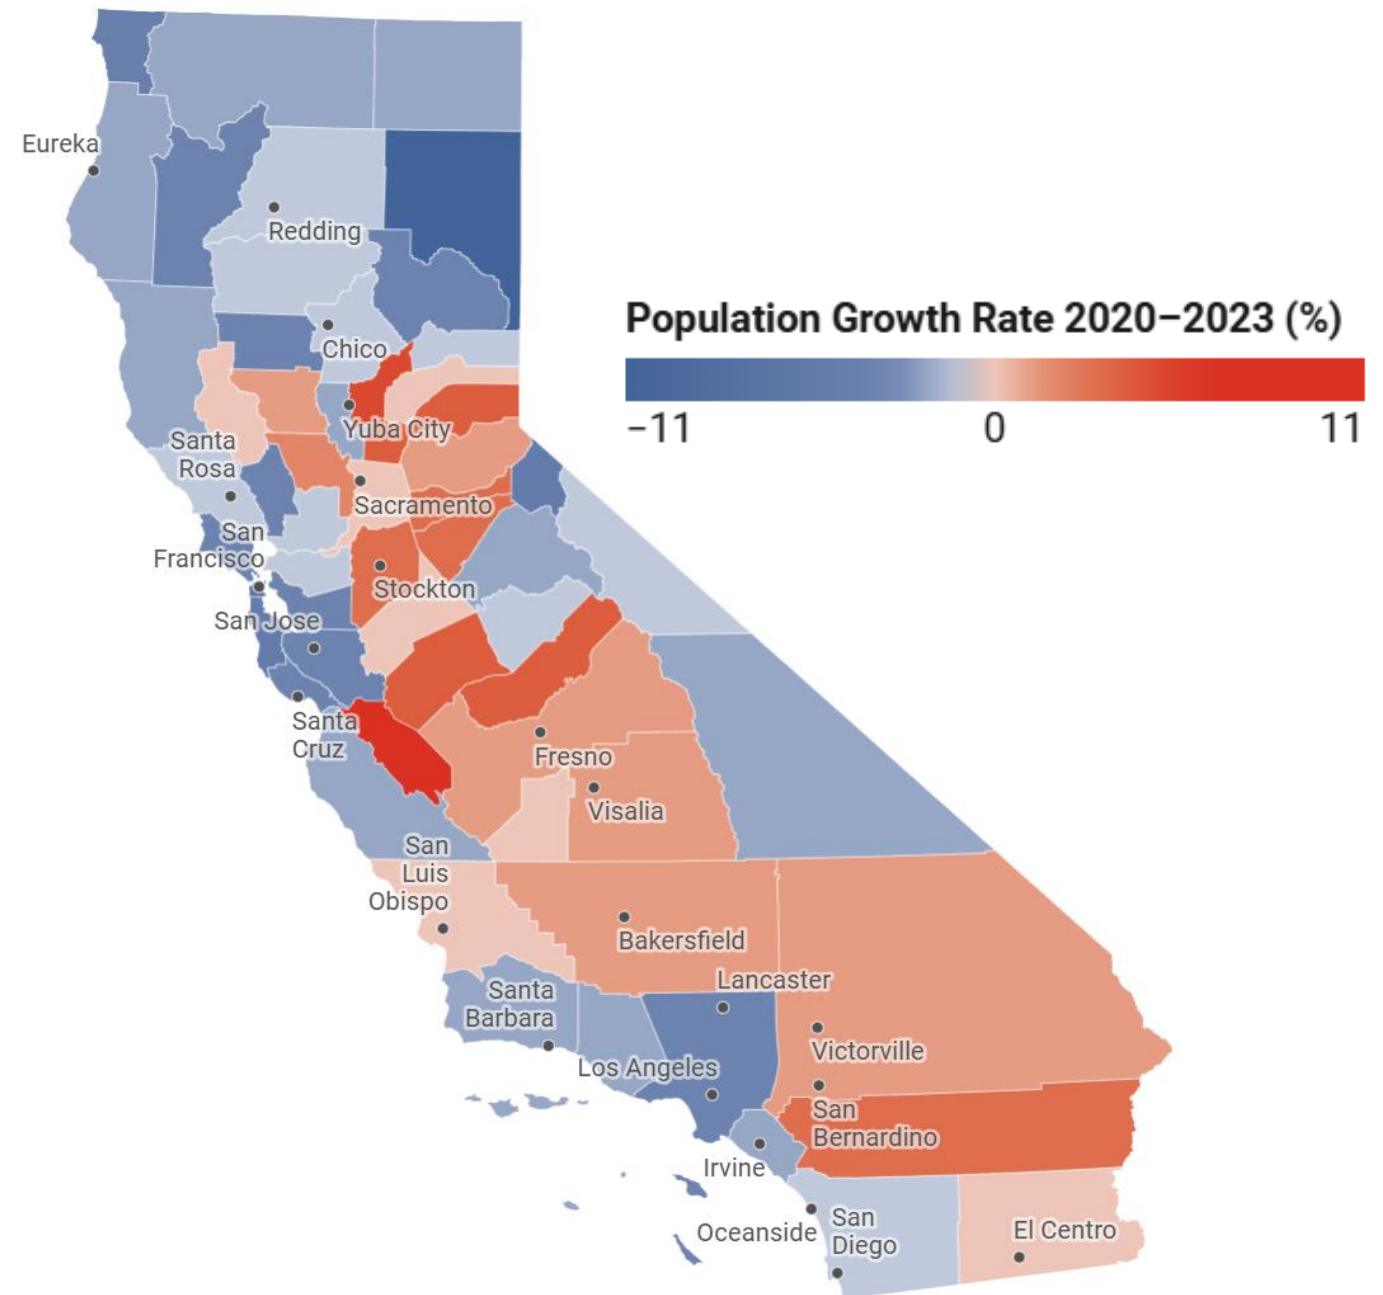 Eureka
Redding
Population Growth Rate 2020–2023 (%)
−11
0
11
Chico
Yuba City
Santa
Rosa
Sacramento
San
Francisco
Stockton
San Jose
Santa
Cruz
Fresno
Visalia
San
Luis
Obispo
Bakersfield
Lancaster
Santa
Barbara
Victorville
Los Angeles
San
Bernardino
Irvine
Oceanside
San
Diego
El Centro